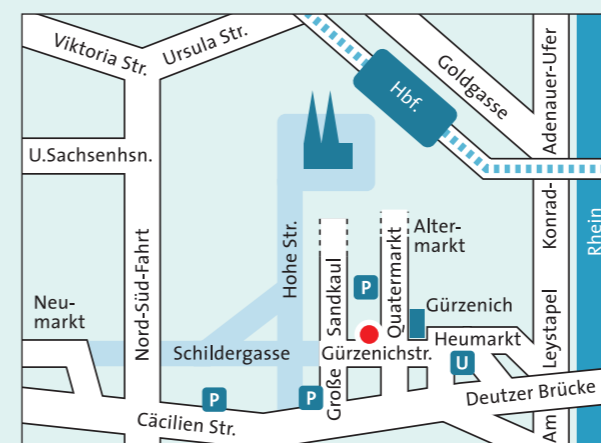 Viktoria Str.
Ursula Str.
Hbf.
Goldgasse
Konrad-
Adenauer-Ufer
Rhein
U.Sachsenhsn.
Nord-Süd-Fahrt
Hohe Str.
Große Sandkaul
Quatermarkt
Alter-
markt
P
Neu-
markt
Gürzenich
Schildergasse
Gürzenichstr.
Heumarkt
U
Am Leystapel
P
P
Deutzer Brücke
Cäcilien Str.